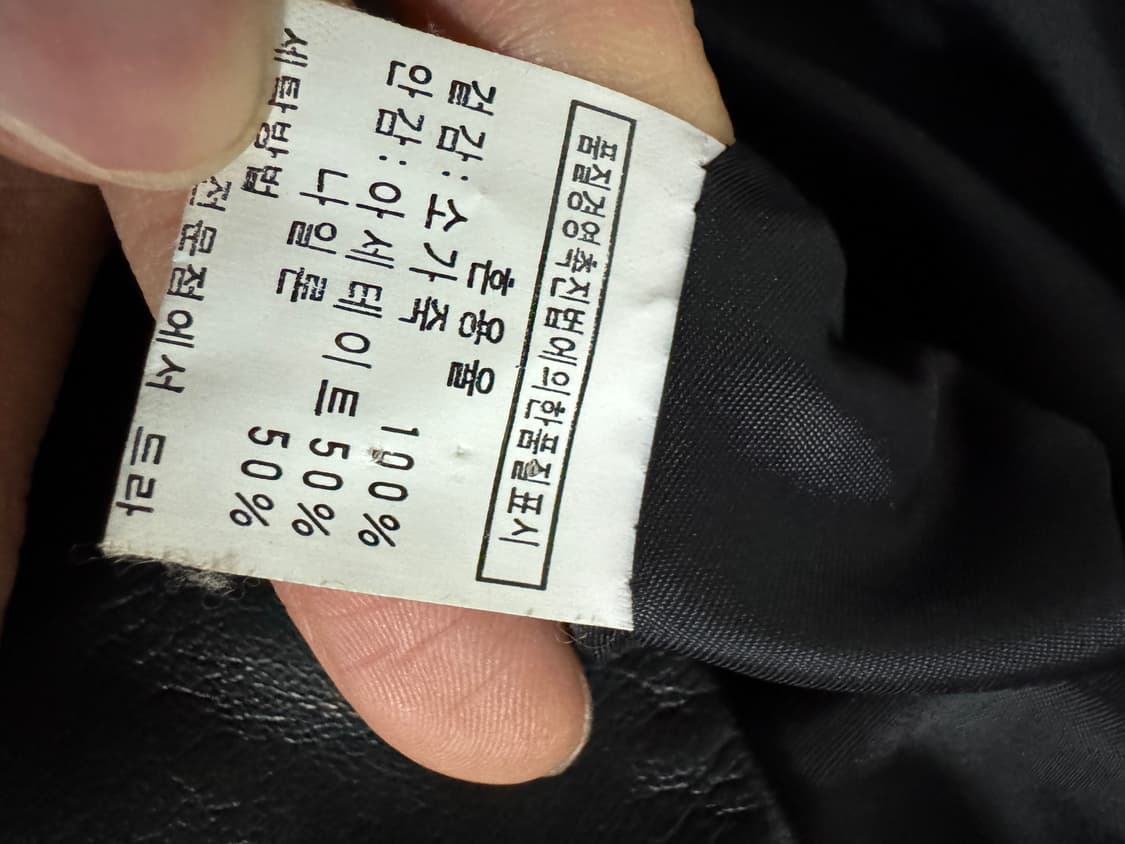 품질경영촉진법에의한품질표시
혼용율
겉감:소가죽 100%
안감:아세테이트 50%
나일론 50%
세탁방법
전문점에서 드라